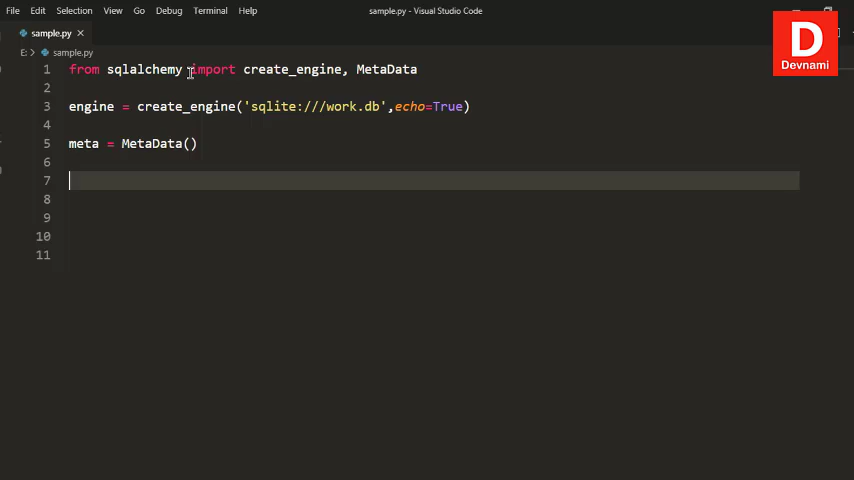 File Edit Selection View Go Debug Terminal Help sample.py - Visual Studio Code
sample.py ×
E: > sample.py
1 from sqlalchemy import create_engine, MetaData
2
3 engine = create_engine('sqlite:///work.db',echo=True)
4
5 meta = MetaData()
6
7
8
9
10
11
D
Devnami